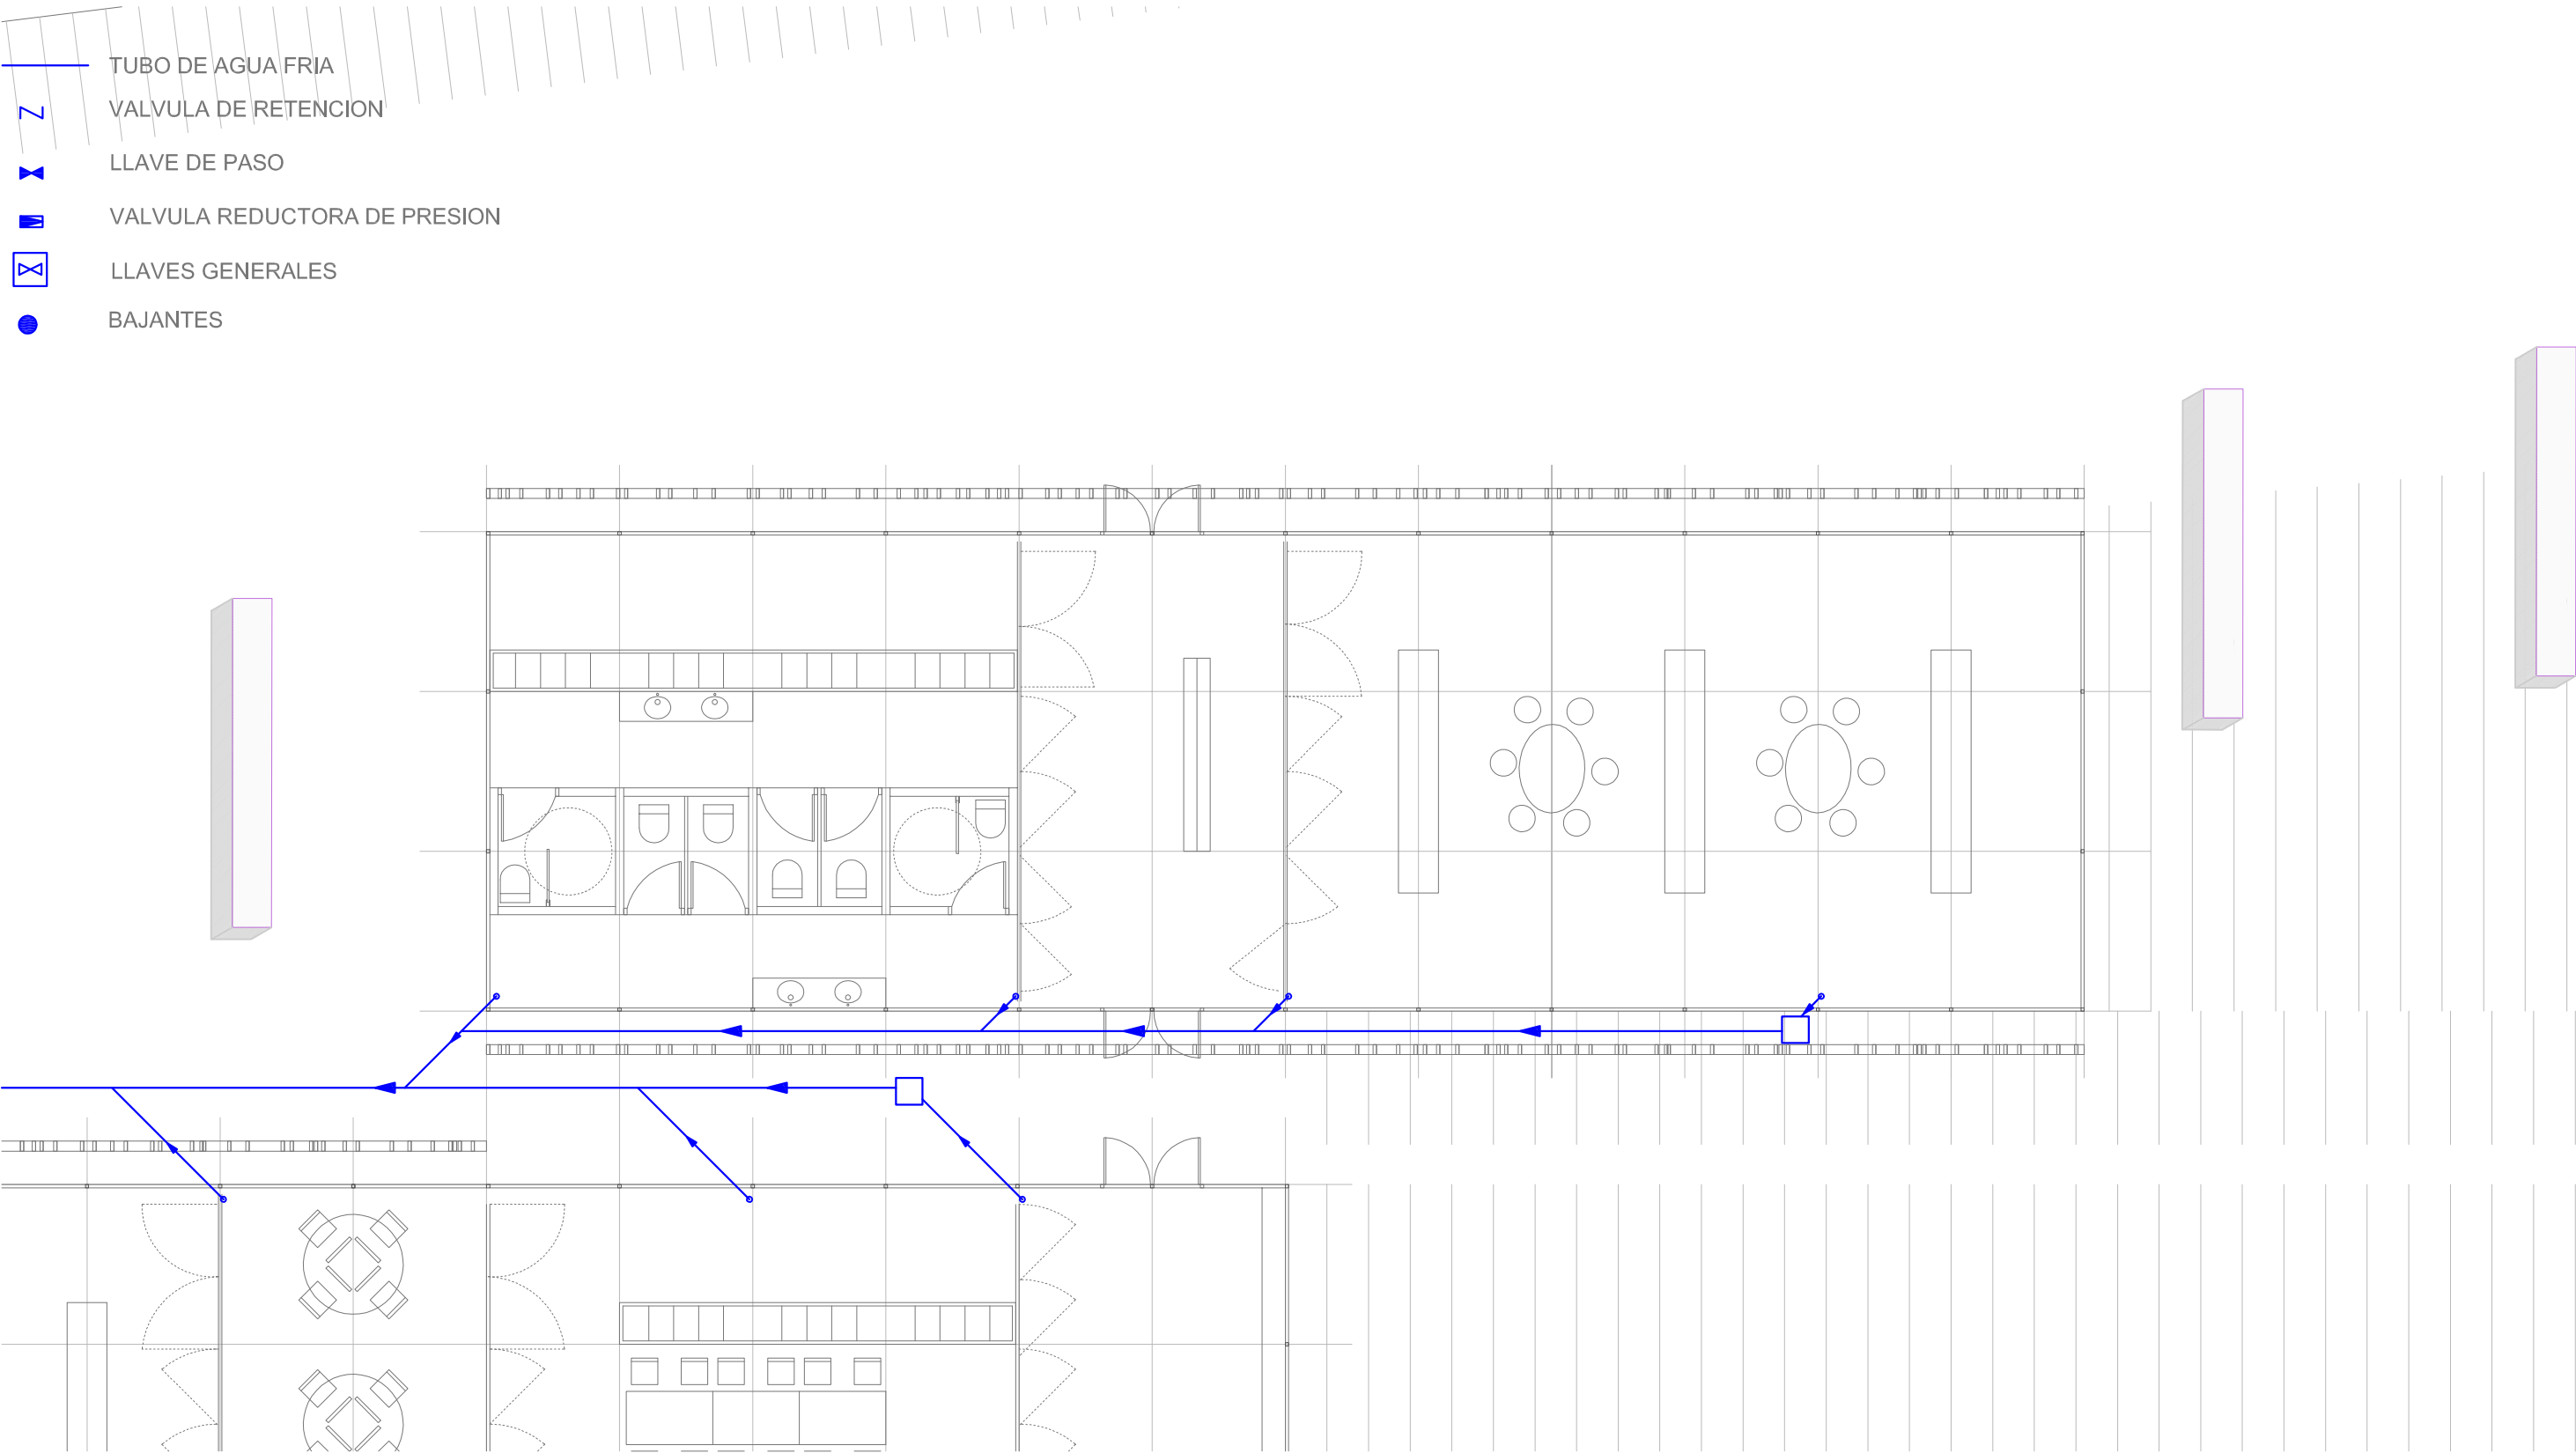 TUBO DE AGUA FRIA
VALVULA DE RETENCION
LLAVE DE PASO
VALVULA REDUCTORA DE PRESION
LLAVES GENERALES
BAJANTES